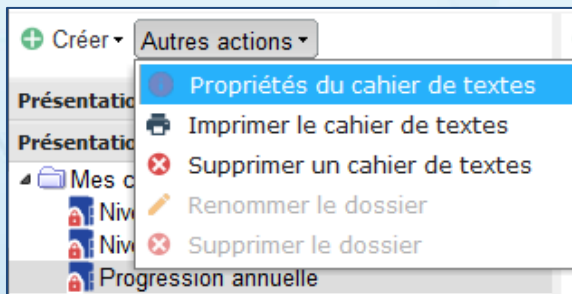 Créer Autres actions
Propriétés du cahier de textes
Présentatio
Imprimer le cahier de textes
Présentatio
Supprimer un cahier de textes
Mes c
Renommer le dossier
Nive
Supprimer le dossier
Nive
Progression annuelle